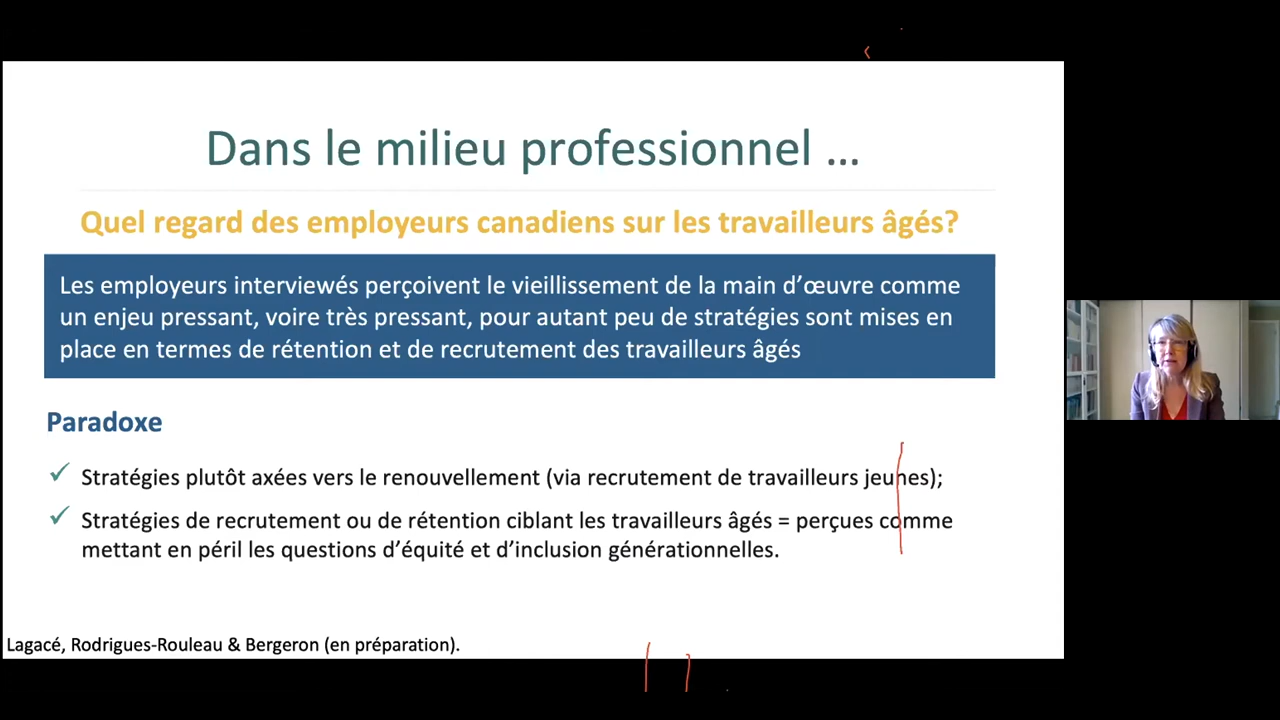 Dans le milieu professionnel ...
Quel regard des employeurs canadiens sur les travailleurs âgés?
Les employeurs interviewés perçoivent le vieillissement de la main d’œuvre comme
un enjeu pressant, voire très pressant, pour autant peu de stratégies sont mises en
place en termes de rétention et de recrutement des travailleurs âgés
Paradoxe
✓ Stratégies plutôt axées vers le renouvellement (via recrutement de travailleurs jeunes);
✓ Stratégies de recrutement ou de rétention ciblant les travailleurs âgés = perçues comme
mettant en péril les questions d’équité et d’inclusion générationnelles.
Lagacé, Rodrigues-Rouleau & Bergeron (en préparation).